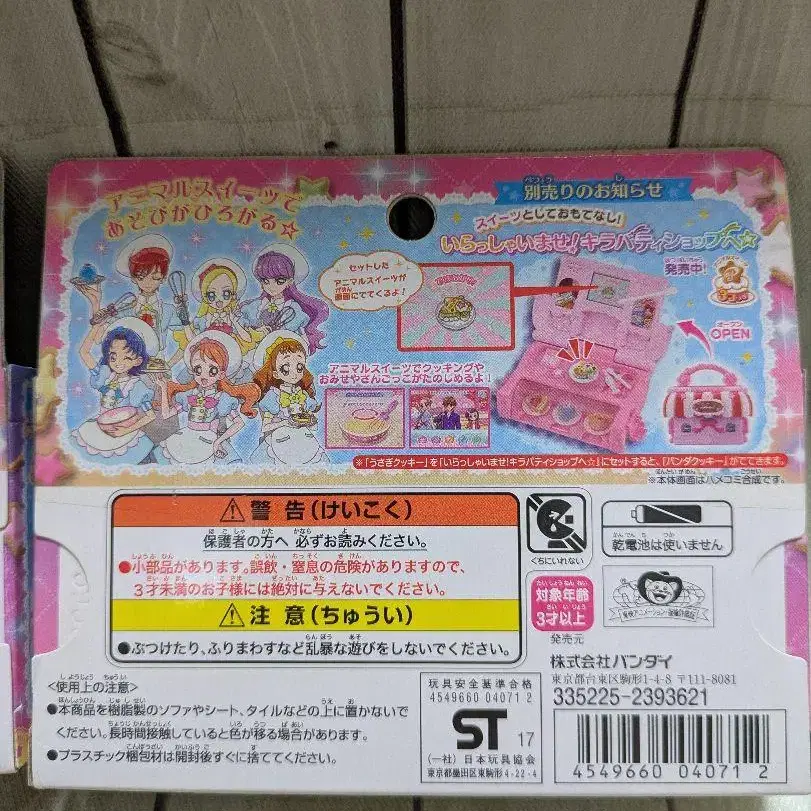 アニマルスイーツで
あそびがひろがる☆
別売りのお知らせ
スイーツとしておもてなし!
いらっしゃいませ!キラパティショップへ☆
発売中!
セットした
アニマルスイーツが
画面にでてくるよ!
オープン
OPEN
アニマルスイーツでクッキングや
おみせやさんごっこがたのしめるよ!
※「うさぎクッキー」を「いらっしゃいませ!キラパティショップへ☆」にセットすると、「パンダクッキー」がでてきます。
※本体画面はハメコミ合成です。
⚠警告(けいこく)
保護者の方へ 必ずお読みください。
●小部品があります。誤飲・窒息の危険がありますので、
3才未満のお子様には絶対に与えないでください。
⚠注意(ちゅうい)
●ぶつけたり、ふりまわすなど乱暴な遊びをしないでください。
くちにいれない
乾電池は使いません
対象年齢
3才以上
発売元
株式会社バンダイ
東京都台東区駒形1-4-8 〒111-8081
335225-2393621
<使用上の注意>
●本商品を樹脂製のソファやシート、タイルなどの上に置かないで
ください。長時間接触していると色が移る場合があります。
●プラスチック梱包材は開封後すぐに捨ててください。
玩具安全基準合格
4549660 04071 2
ST 17
(一社)日本玩具協会
東京都墨田区東駒形4-22-4
4 549660 040712